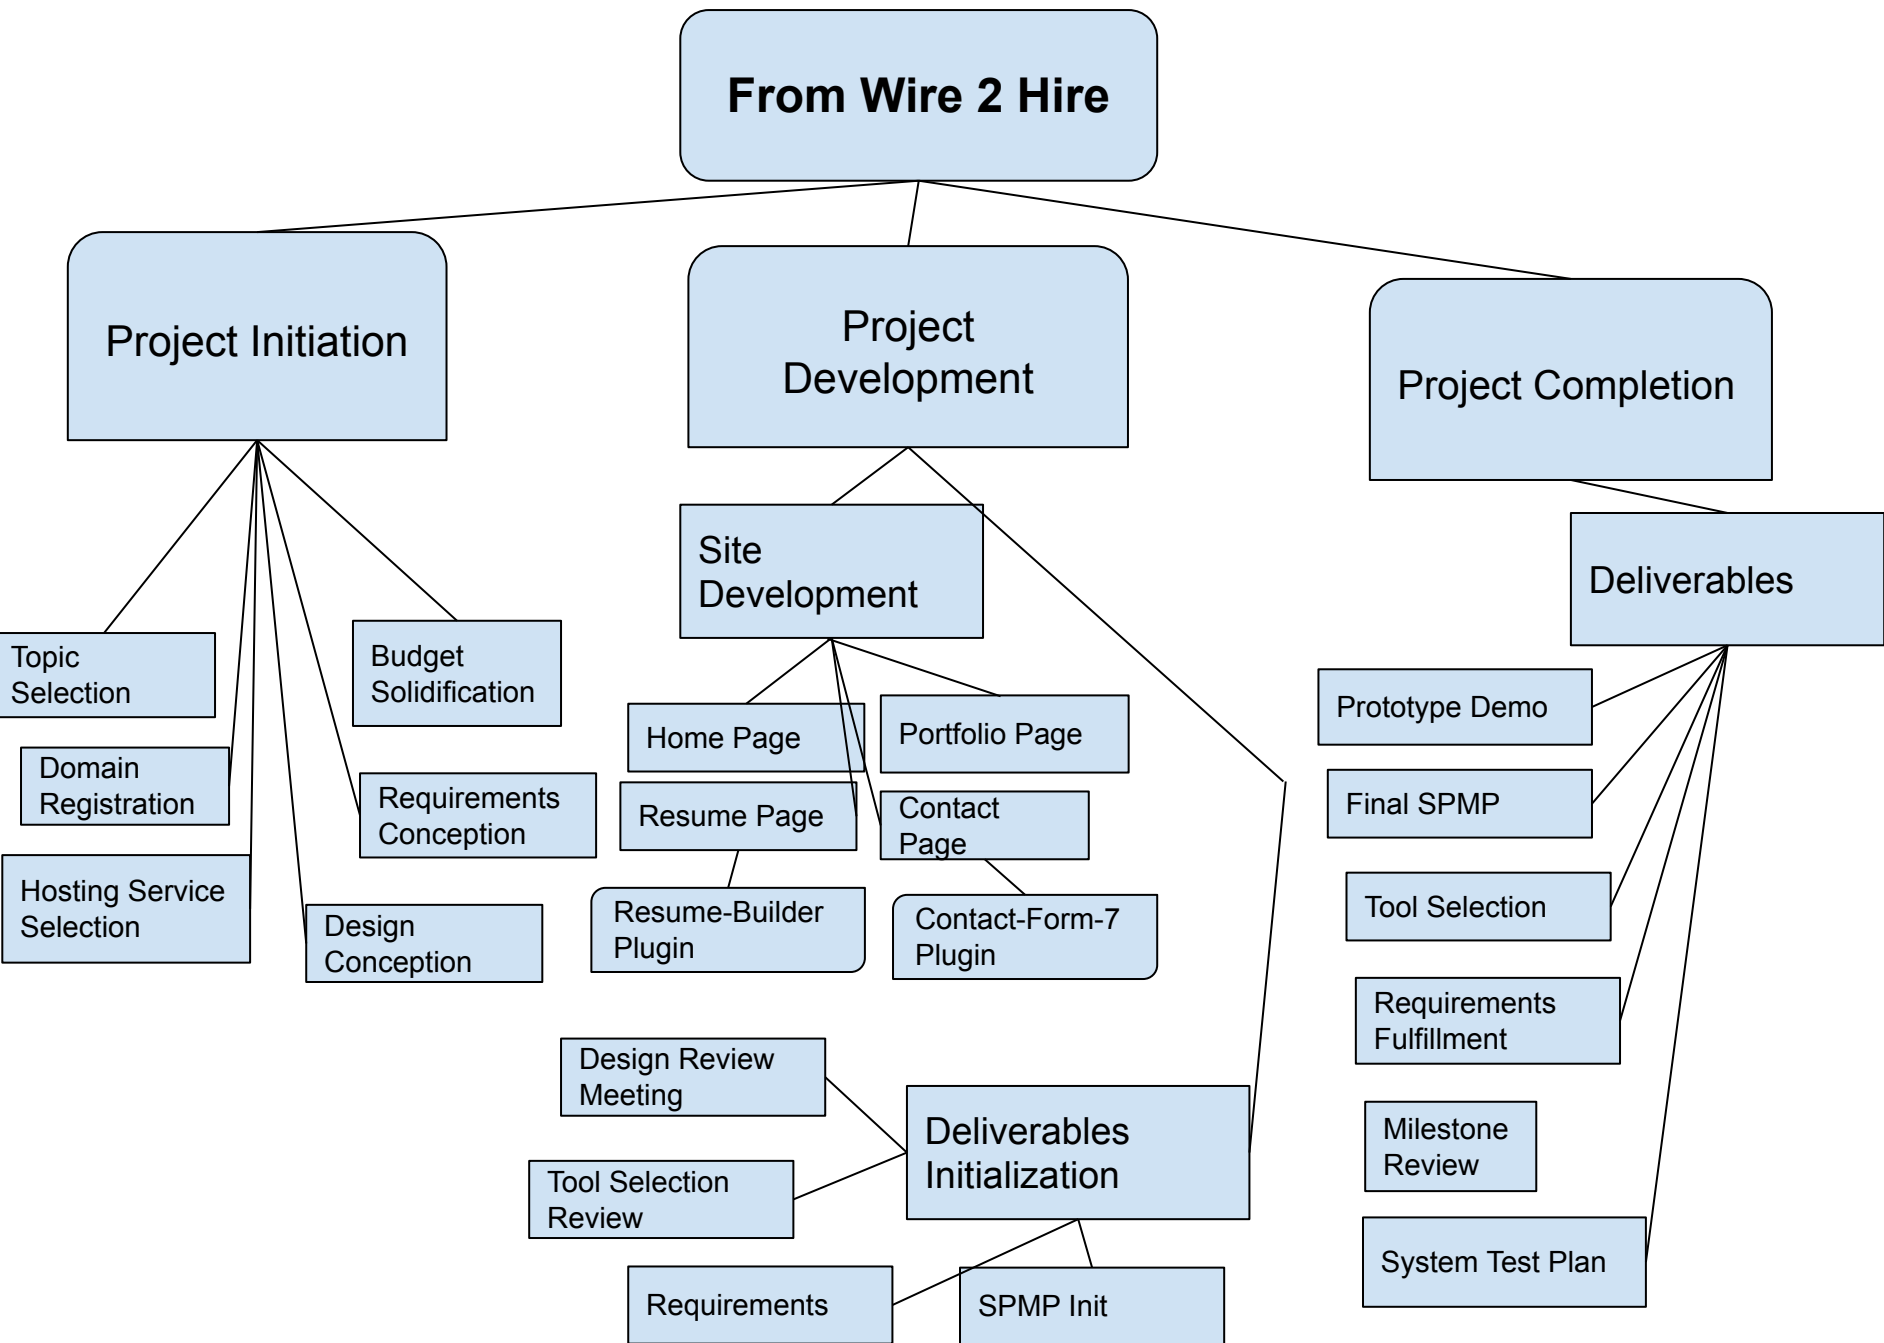 From Wire 2 Hire
Project Initiation
Project
Development
Project Completion
Site
Development
Deliverables
Topic
Selection
Budget
Solidification
Domain
Registration
Requirements
Conception
Hosting Service
Selection
Design
Conception
Home Page
Portfolio Page
Resume Page
Contact
Page
Resume-Builder
Plugin
Contact-Form-7
Plugin
Design Review
Meeting
Deliverables
Initialization
Tool Selection
Review
Requirements
SPMP Init
Prototype Demo
Final SPMP
Tool Selection
Requirements
Fulfillment
Milestone
Review
System Test Plan